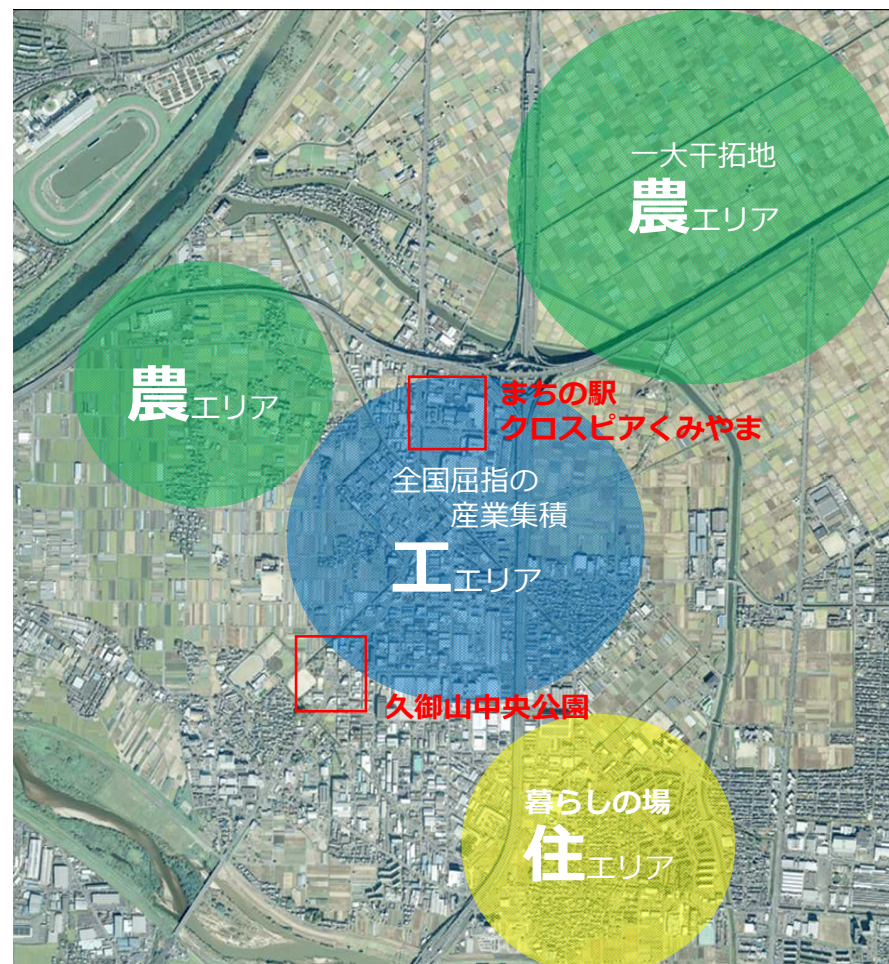 一大干拓地
農エリア
農エリア
まちの駅
クロスピアくみやま
全国屈指の
産業集積
工エリア
久御山中央公園
暮らしの場
住エリア